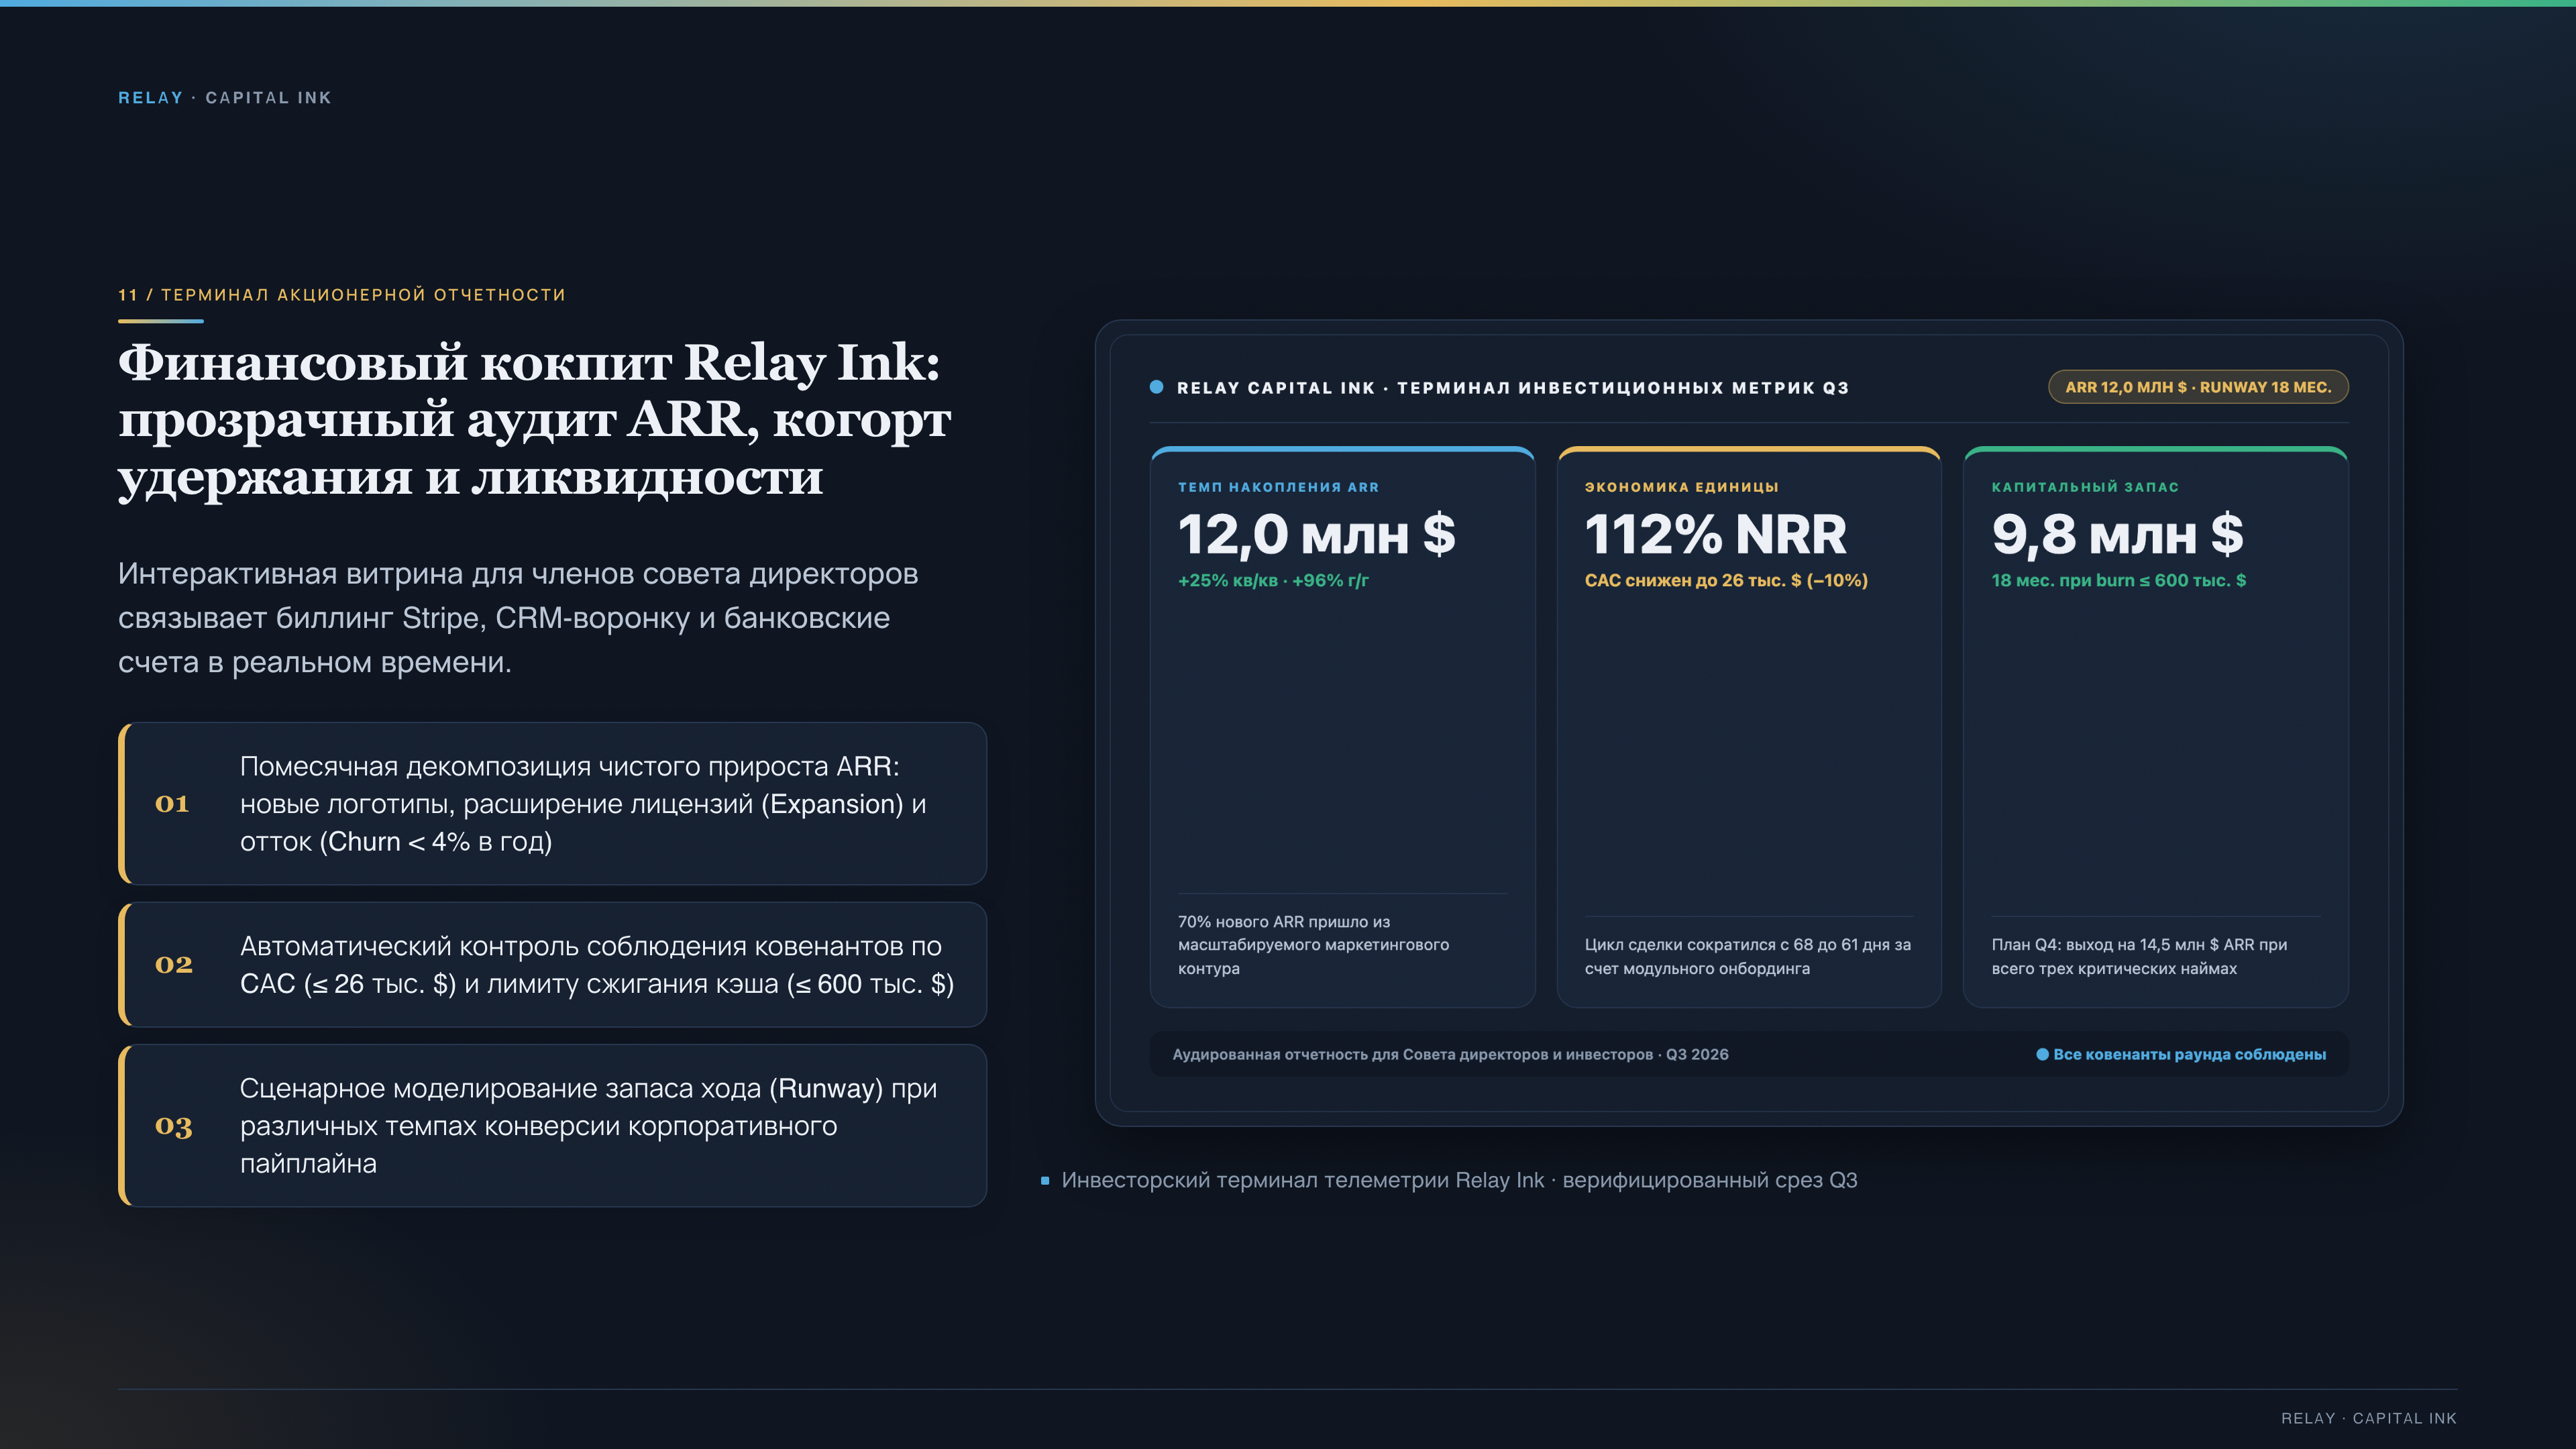 RELAY · CAPITAL INK
11 / ТЕРМИНАЛ АКЦИОНЕРНОЙ ОТЧЕТНОСТИ
Финансовый кокпит Relay Ink:
прозрачный аудит ARR, когорт
удержания и ликвидности
Интерактивная витрина для членов совета директоров
связывает биллинг Stripe, CRM-воронку и банковские
счета в реальном времени.
01
Помесячная декомпозиция чистого прироста ARR:
новые логотипы, расширение лицензий (Expansion) и
отток (Churn < 4% в год)
02
Автоматический контроль соблюдения ковенантов по
CAC (≤ 26 тыс. $) и лимиту сжигания кэша (≤ 600 тыс. $)
03
Сценарное моделирование запаса хода (Runway) при
различных темпах конверсии корпоративного
пайплайна
RELAY CAPITAL INK · ТЕРМИНАЛ ИНВЕСТИЦИОННЫХ МЕТРИК Q3
ARR 12,0 МЛН $ · RUNWAY 18 МЕС.
ТЕМП НАКОПЛЕНИЯ ARR
12,0 млн $
+25% кв/кв · +96% г/г
70% нового ARR пришло из
масштабируемого маркетингового
контура
ЭКОНОМИКА ЕДИНИЦЫ
112% NRR
CAC снижен до 26 тыс. $ (−10%)
Цикл сделки сократился с 68 до 61 дня за
счет модульного онбординга
КАПИТАЛЬНЫЙ ЗАПАС
9,8 млн $
18 мес. при burn ≤ 600 тыс. $
План Q4: выход на 14,5 млн $ ARR при
всего трех критических наймах
Аудированная отчетность для Совета директоров и инвесторов · Q3 2026
Все ковенанты раунда соблюдены
Инвесторский терминал телеметрии Relay Ink · верифицированный срез Q3
RELAY · CAPITAL INK